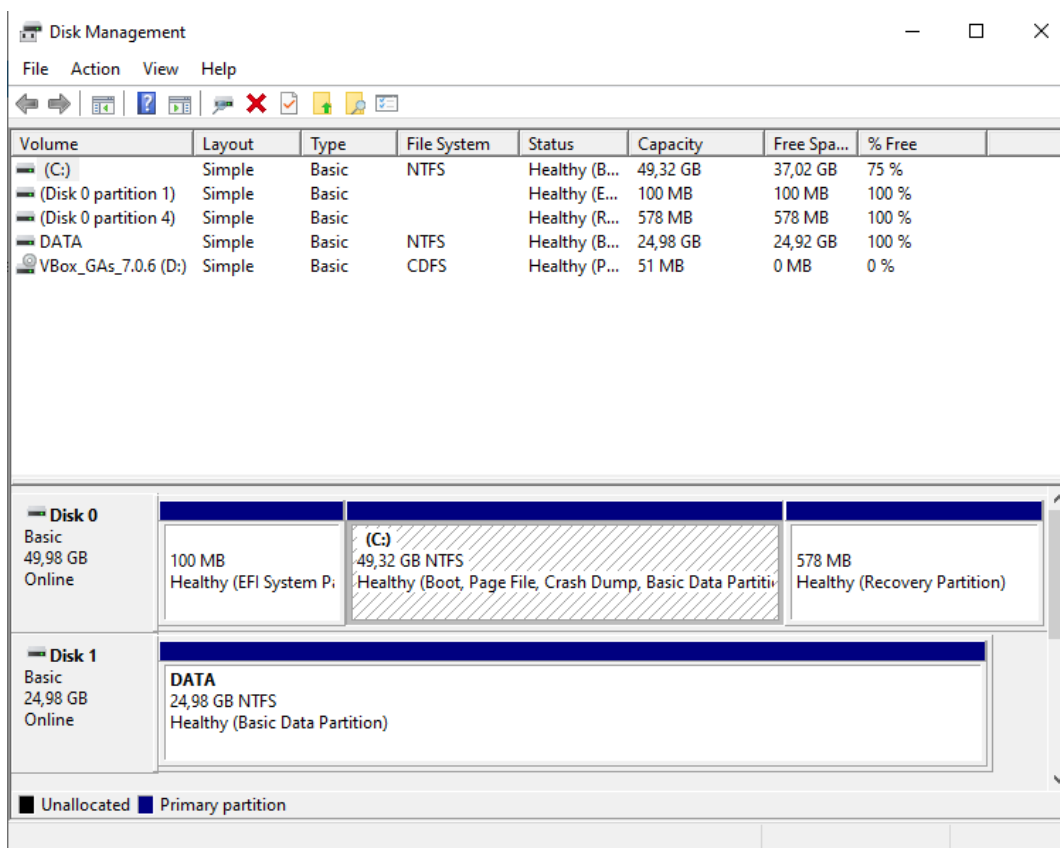 Disk Management
File Action View Help
Volume Layout Type File System Status Capacity Free Spa... % Free
(C:) Simple Basic NTFS Healthy (B... 49,32 GB 37,02 GB 75 %
(Disk 0 partition 1) Simple Basic Healthy (E... 100 MB 100 MB 100 %
(Disk 0 partition 4) Simple Basic Healthy (R... 578 MB 578 MB 100 %
DATA Simple Basic NTFS Healthy (B... 24,98 GB 24,92 GB 100 %
VBox_GAs_7.0.6 (D:) Simple Basic CDFS Healthy (P... 51 MB 0 MB 0 %
Disk 0
Basic
49,98 GB
Online
100 MB
Healthy (EFI System Pa
(C:)
49,32 GB NTFS
Healthy (Boot, Page File, Crash Dump, Basic Data Partitio
578 MB
Healthy (Recovery Partition)
Disk 1
Basic
24,98 GB
Online
DATA
24,98 GB NTFS
Healthy (Basic Data Partition)
Unallocated Primary partition